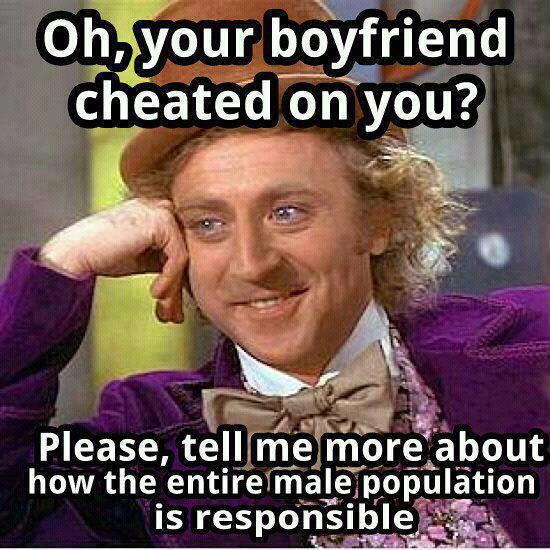 Oh, your boyfriend
cheated on you?
Please, tell me more about
how the entire male population
is responsible